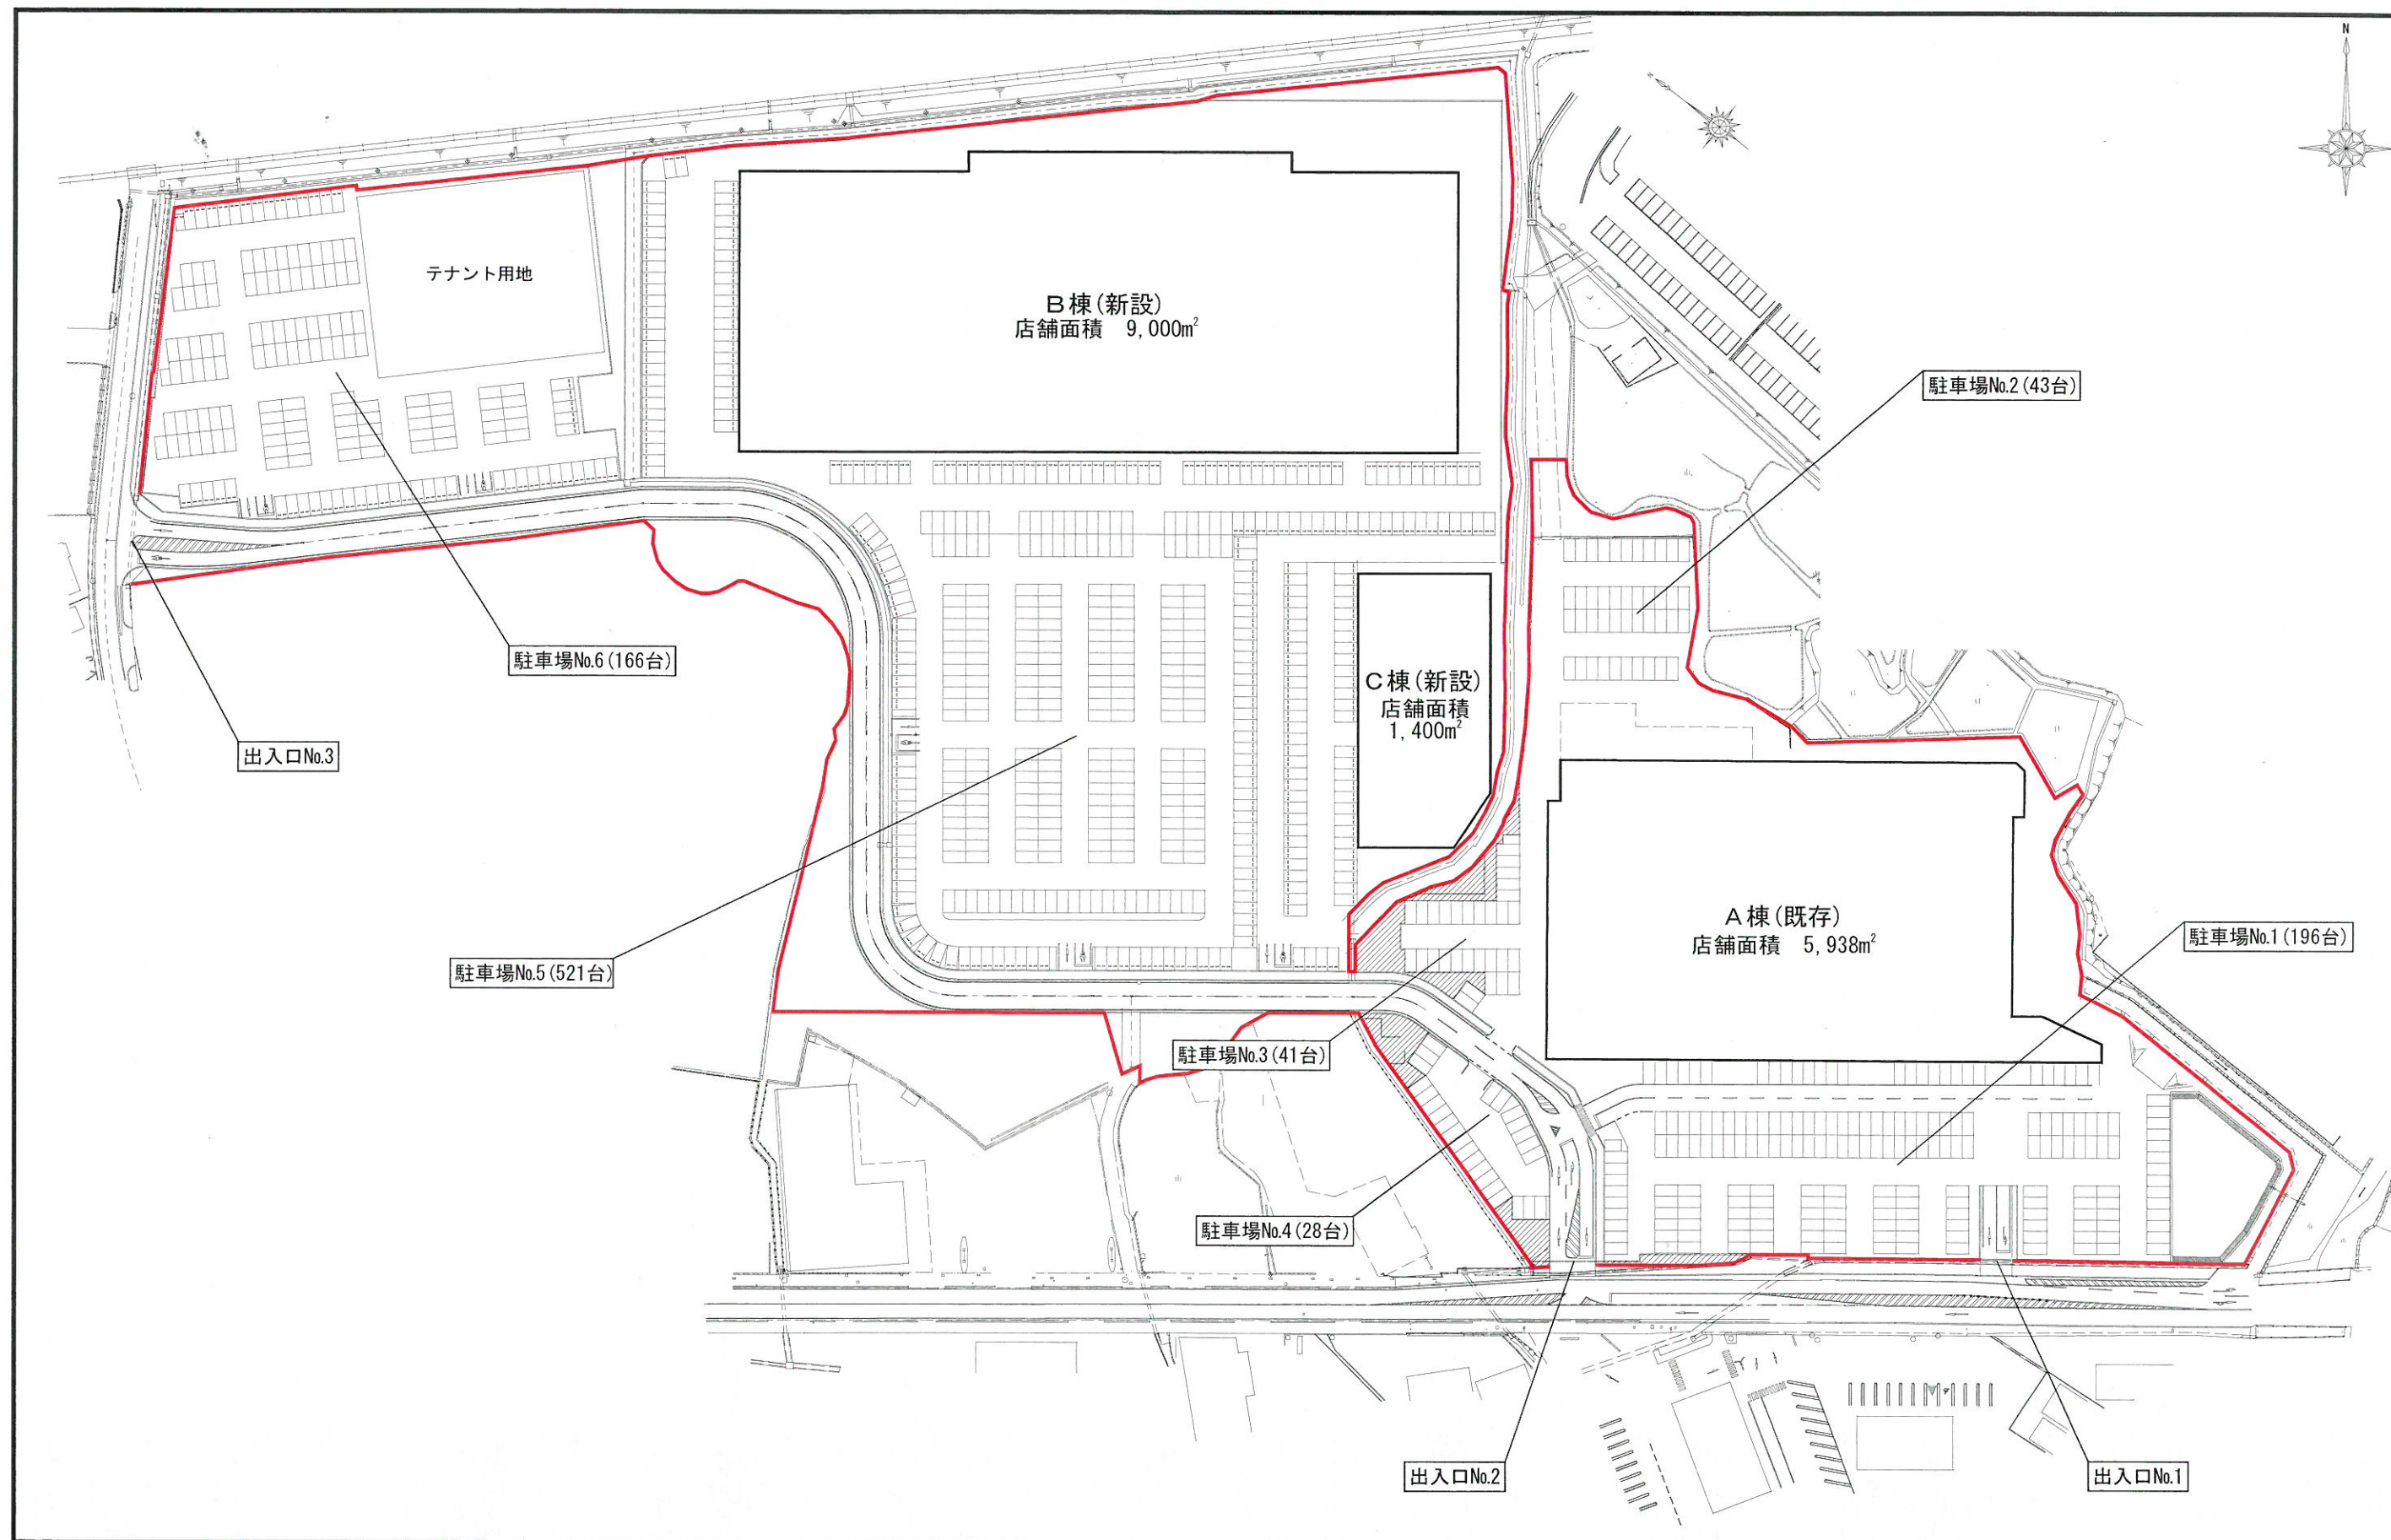 N
N
テナント用地
B棟(新設)
店舗面積 9,000m²
駐車場No.2(43台)
駐車場No.6(166台)
C棟(新設)
店舗面積
1,400m²
出入口No.3
A棟(既存)
店舗面積 5,938m²
駐車場No.1(196台)
駐車場No.5(521台)
駐車場No.3(41台)
駐車場No.4(28台)
出入口No.2
出入口No.1